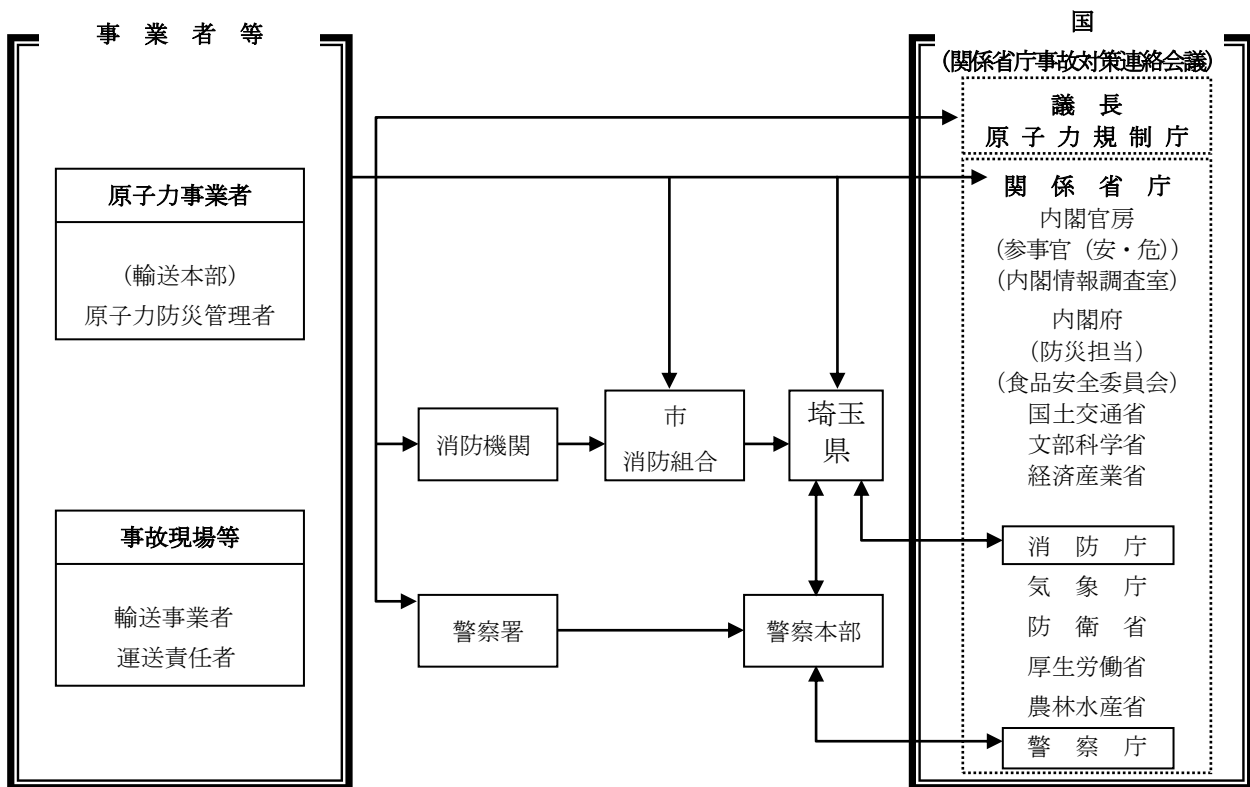 事業者等
原子力事業者
(輸送本部)
原子力防災管理者
事故現場等
輸送事業者
運送責任者
消防機関
市
消防組合
埼玉
県
警察署
警察本部
国
(関係省庁事故対策連絡会議)
議長
原子力規制庁
関係省庁
内閣官房
(参事官(安・危))
(内閣情報調査室)
内閣府
(防災担当)
(食品安全委員会)
国土交通省
文部科学省
経済産業省
消防庁
気象庁
防衛省
厚生労働省
農林水産省
警察庁